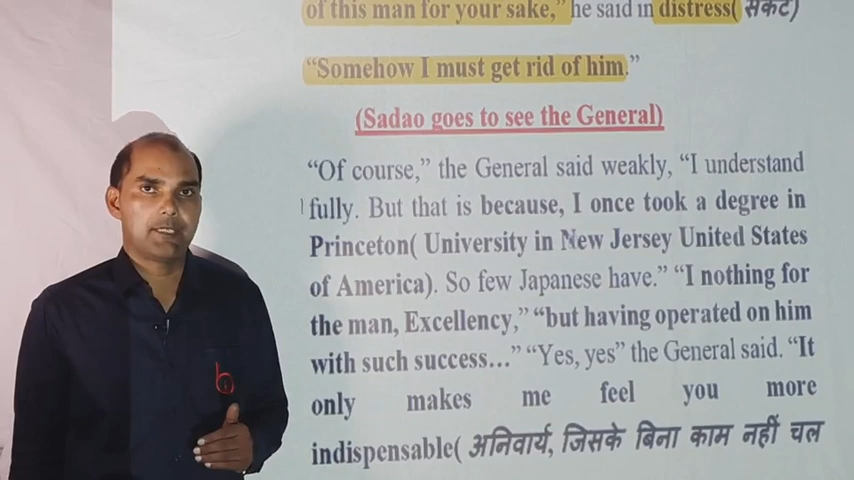 of this man for your sake,” he said in distress( संकट)
“Somehow I must get rid of him.”
(Sadao goes to see the General)
“Of course,” the General said weakly, “I understand
fully. But that is because, I once took a degree in
Princeton( University in New Jersey United States
of America). So few Japanese have.” “I nothing for
the man, Excellency,” “but having operated on him
with such success…” “Yes, yes” the General said. “It
only makes me feel you more
indispensable( अनिवार्य, जिसके बिना काम नहीं चल